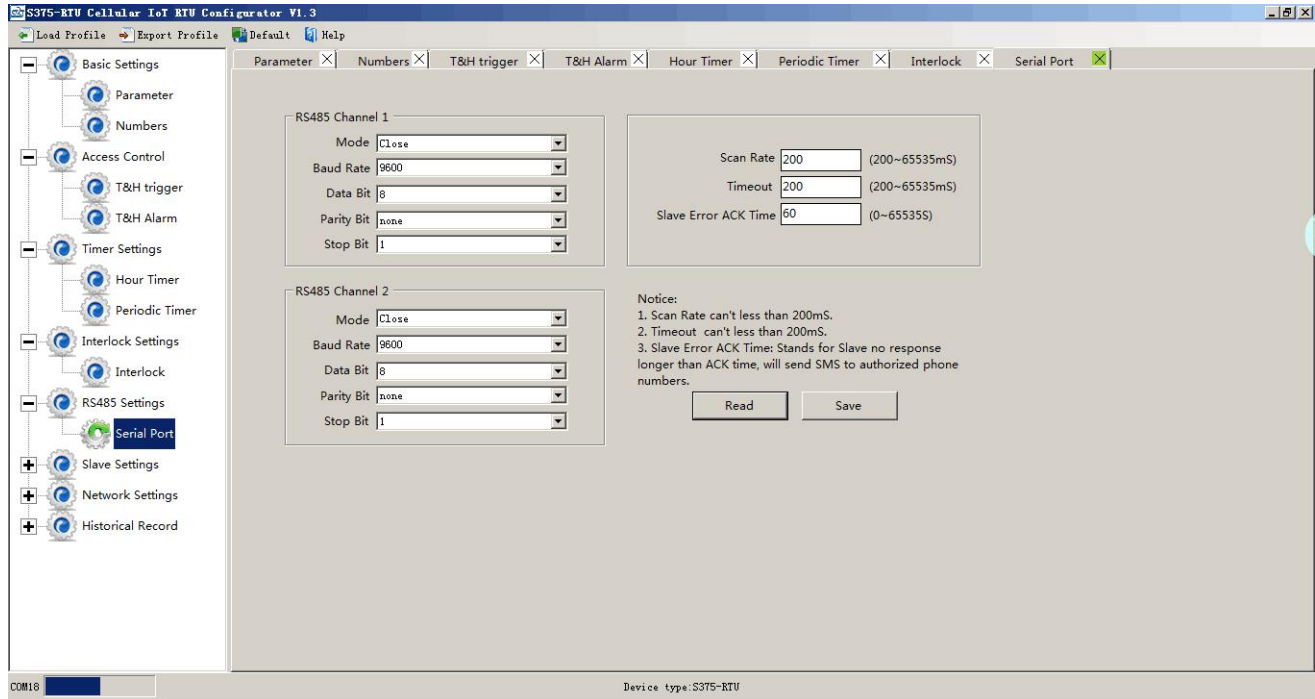 S375-RTU Cellular IoT RTU Configurator V1.3
Load Profile Export Profile Default Help
Basic Settings
Parameter
Numbers
Access Control
T&H trigger
T&H Alarm
Timer Settings
Hour Timer
Periodic Timer
Interlock Settings
Interlock
RS485 Settings
Serial Port
Slave Settings
Network Settings
Historical Record
Parameter Numbers T&H trigger T&H Alarm Hour Timer Periodic Timer Interlock Serial Port
RS485 Channel 1
Mode Close
Baud Rate 9600
Data Bit 8
Parity Bit none
Stop Bit 1
Scan Rate 200 (200~65535mS)
Timeout 200 (200~65535mS)
Slave Error ACK Time 60 (0~65535S)
RS485 Channel 2
Mode Close
Baud Rate 9600
Data Bit 8
Parity Bit none
Stop Bit 1
Notice:
1. Scan Rate can't less than 200mS.
2. Timeout can't less than 200mS.
3. Slave Error ACK Time: Stands for Slave no response
longer than ACK time, will send SMS to authorized phone
numbers.
Read Save
COM18 Device type:S375-RTU